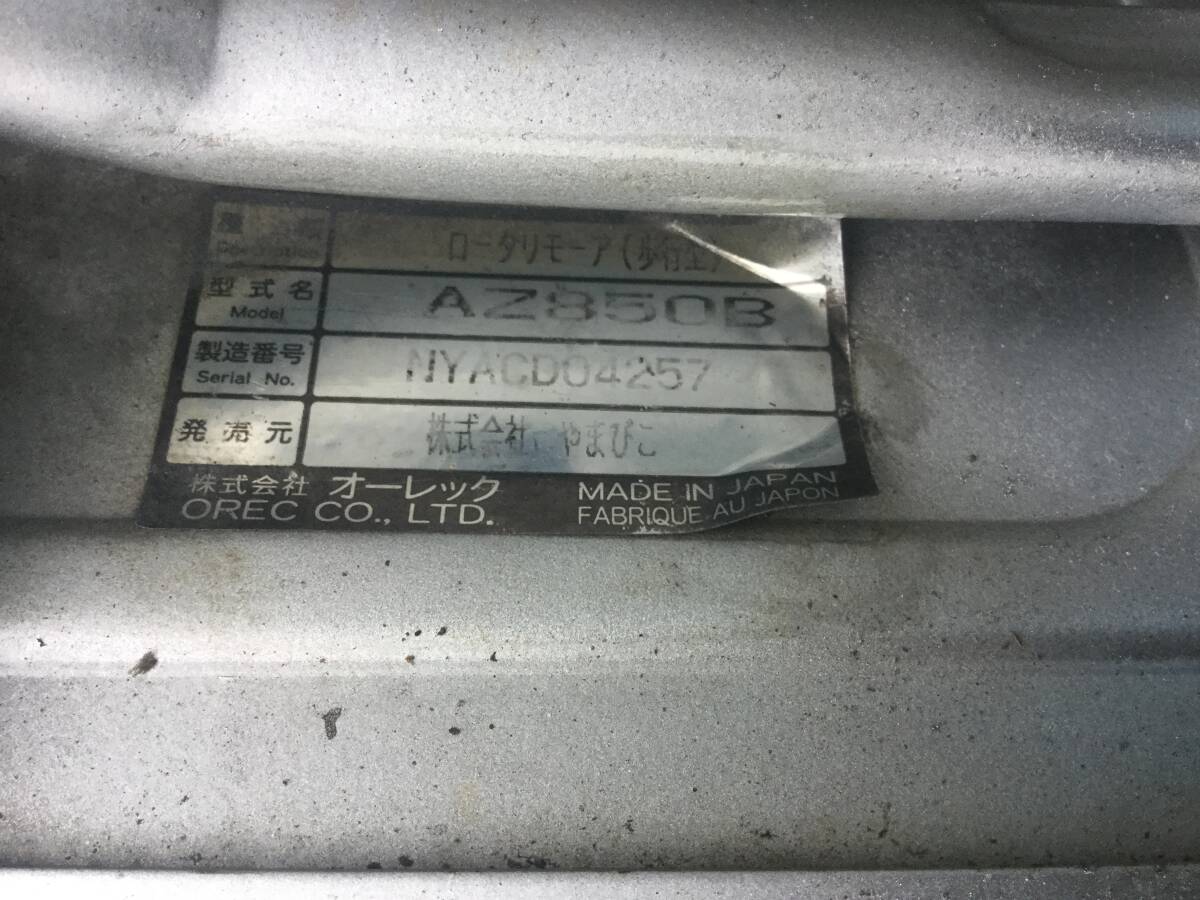 Description ロータリモーア(歩行型)
型式名 AZ850B
Model
製造番号 NYACD04257
Serial No.
発売元 株式会社 やまびこ
株式会社 オーレック MADE IN JAPAN
OREC CO., LTD. FABRIQUE AU JAPON